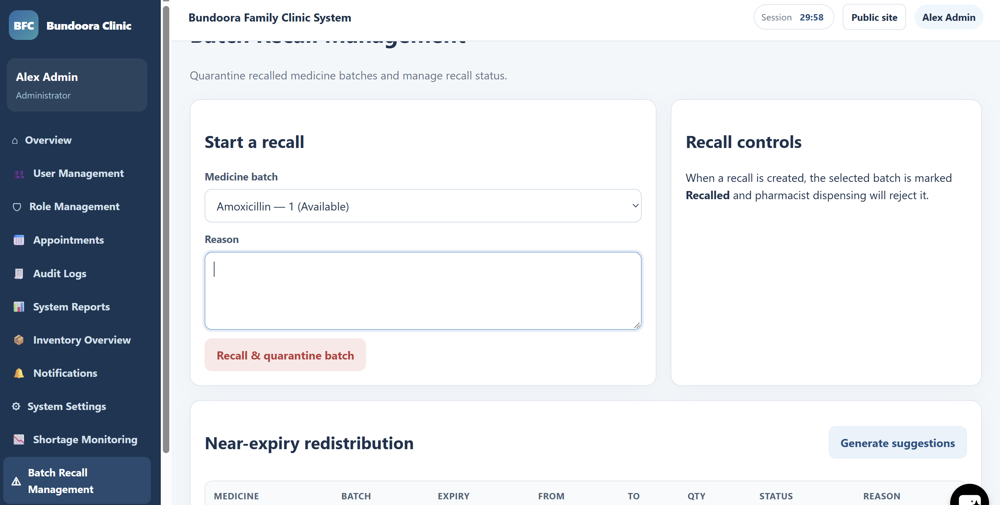 BFC
Bundoora Clinic
Alex Admin
Administrator
Overview
User Management
Role Management
Appointments
Audit Logs
System Reports
Inventory Overview
Notifications
System Settings
Shortage Monitoring
Batch Recall
Management
Bundoora Family Clinic System
Session 29:58
Public site
Alex Admin
Batch Recall Management
Quarantine recalled medicine batches and manage recall status.
Start a recall
Medicine batch
Amoxicillin — 1 (Available)
Reason
Recall & quarantine batch
Recall controls
When a recall is created, the selected batch is marked
Recalled and pharmacist dispensing will reject it.
Near-expiry redistribution
Generate suggestions
MEDICINE BATCH EXPIRY FROM TO QTY STATUS REASON